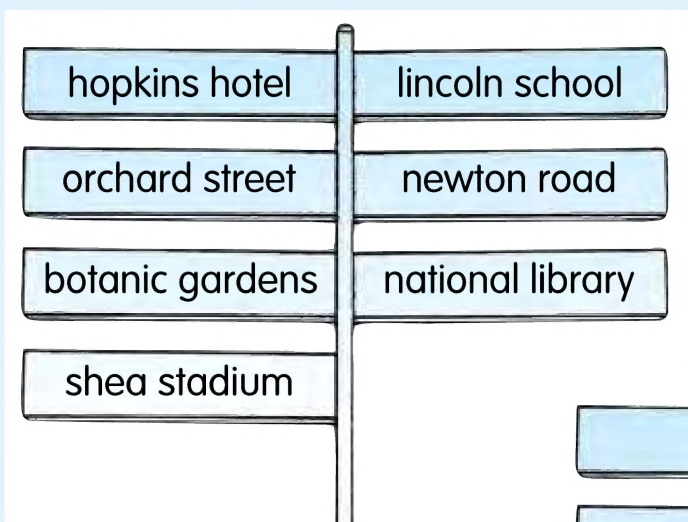 hopkins hotel
lincoln school
orchard street
newton road
botanic gardens
national library
shea stadium